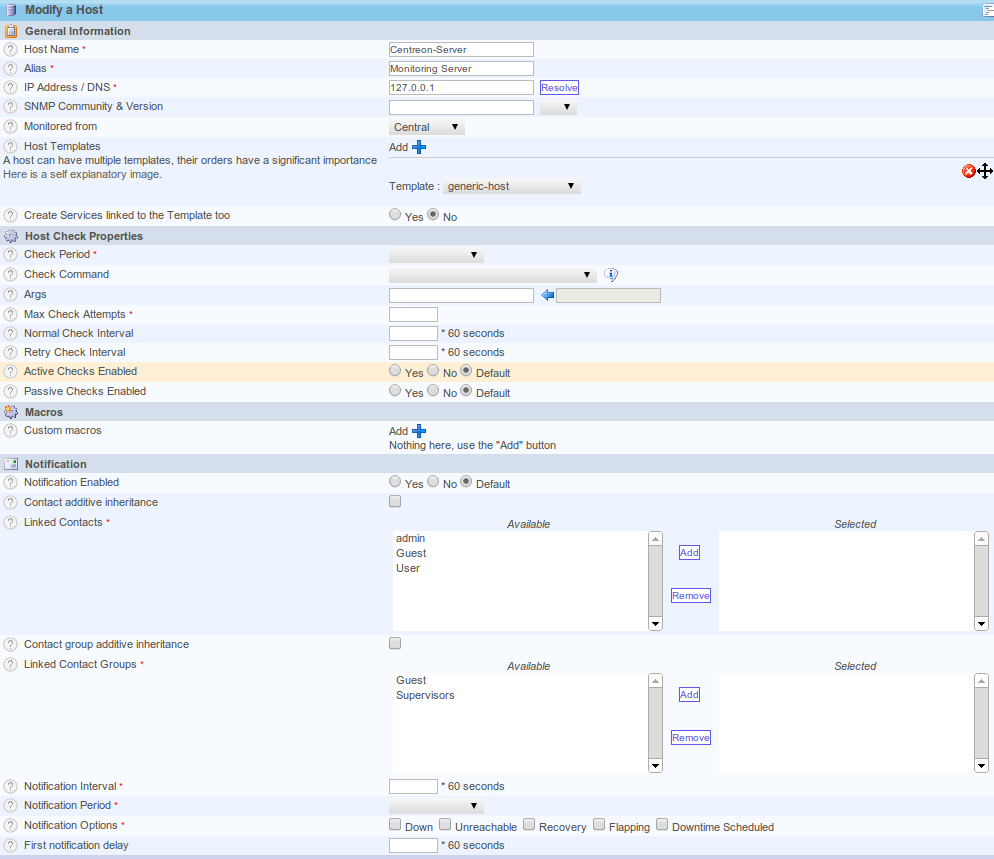 Modify a Host
General Information
? Host Name * Centreon-Server
? Alias * Monitoring Server
? IP Address / DNS * 127.0.0.1 Resolve
? SNMP Community & Version
? Monitored from Central
? Host Templates Add
A host can have multiple templates, their orders have a significant importance
Here is a self explanatory image.
Template : generic-host
? Create Services linked to the Template too Yes No
Host Check Properties
? Check Period *
? Check Command i
? Args
? Max Check Attempts *
? Normal Check Interval * 60 seconds
? Retry Check Interval * 60 seconds
? Active Checks Enabled Yes No Default
? Passive Checks Enabled Yes No Default
Macros
? Custom macros Add
Nothing here, use the "Add" button
Notification
? Notification Enabled Yes No Default
? Contact additive inheritance
? Linked Contacts *
Available Selected
admin
Guest
User
Add
Remove
? Contact group additive inheritance
? Linked Contact Groups *
Available Selected
Guest
Supervisors
Add
Remove
? Notification Interval * * 60 seconds
? Notification Period *
? Notification Options * Down Unreachable Recovery Flapping Downtime Scheduled
? First notification delay * 60 seconds